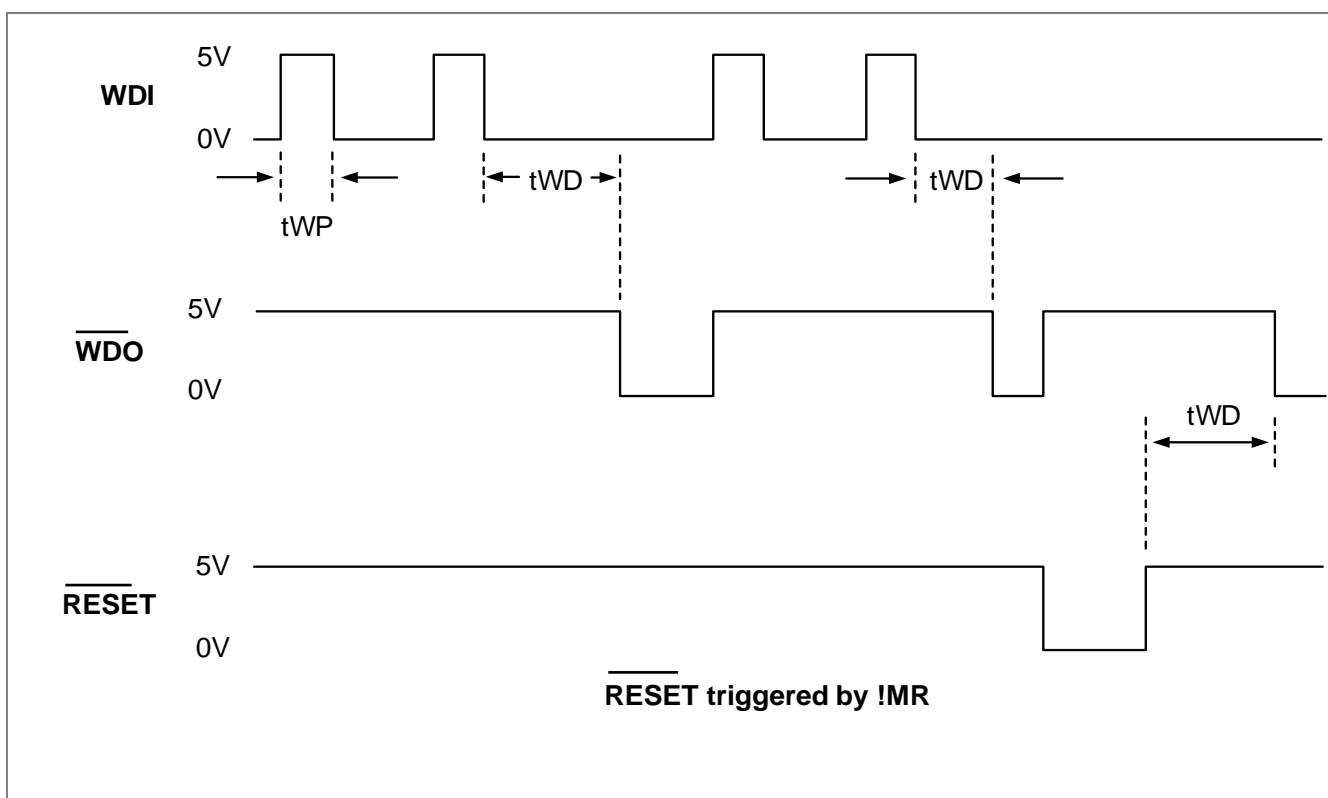 5V
WDI
0V
tWD
tWD
tWP
5V
WDO
0V
tWD
5V
RESET
0V
RESET triggered by !MR